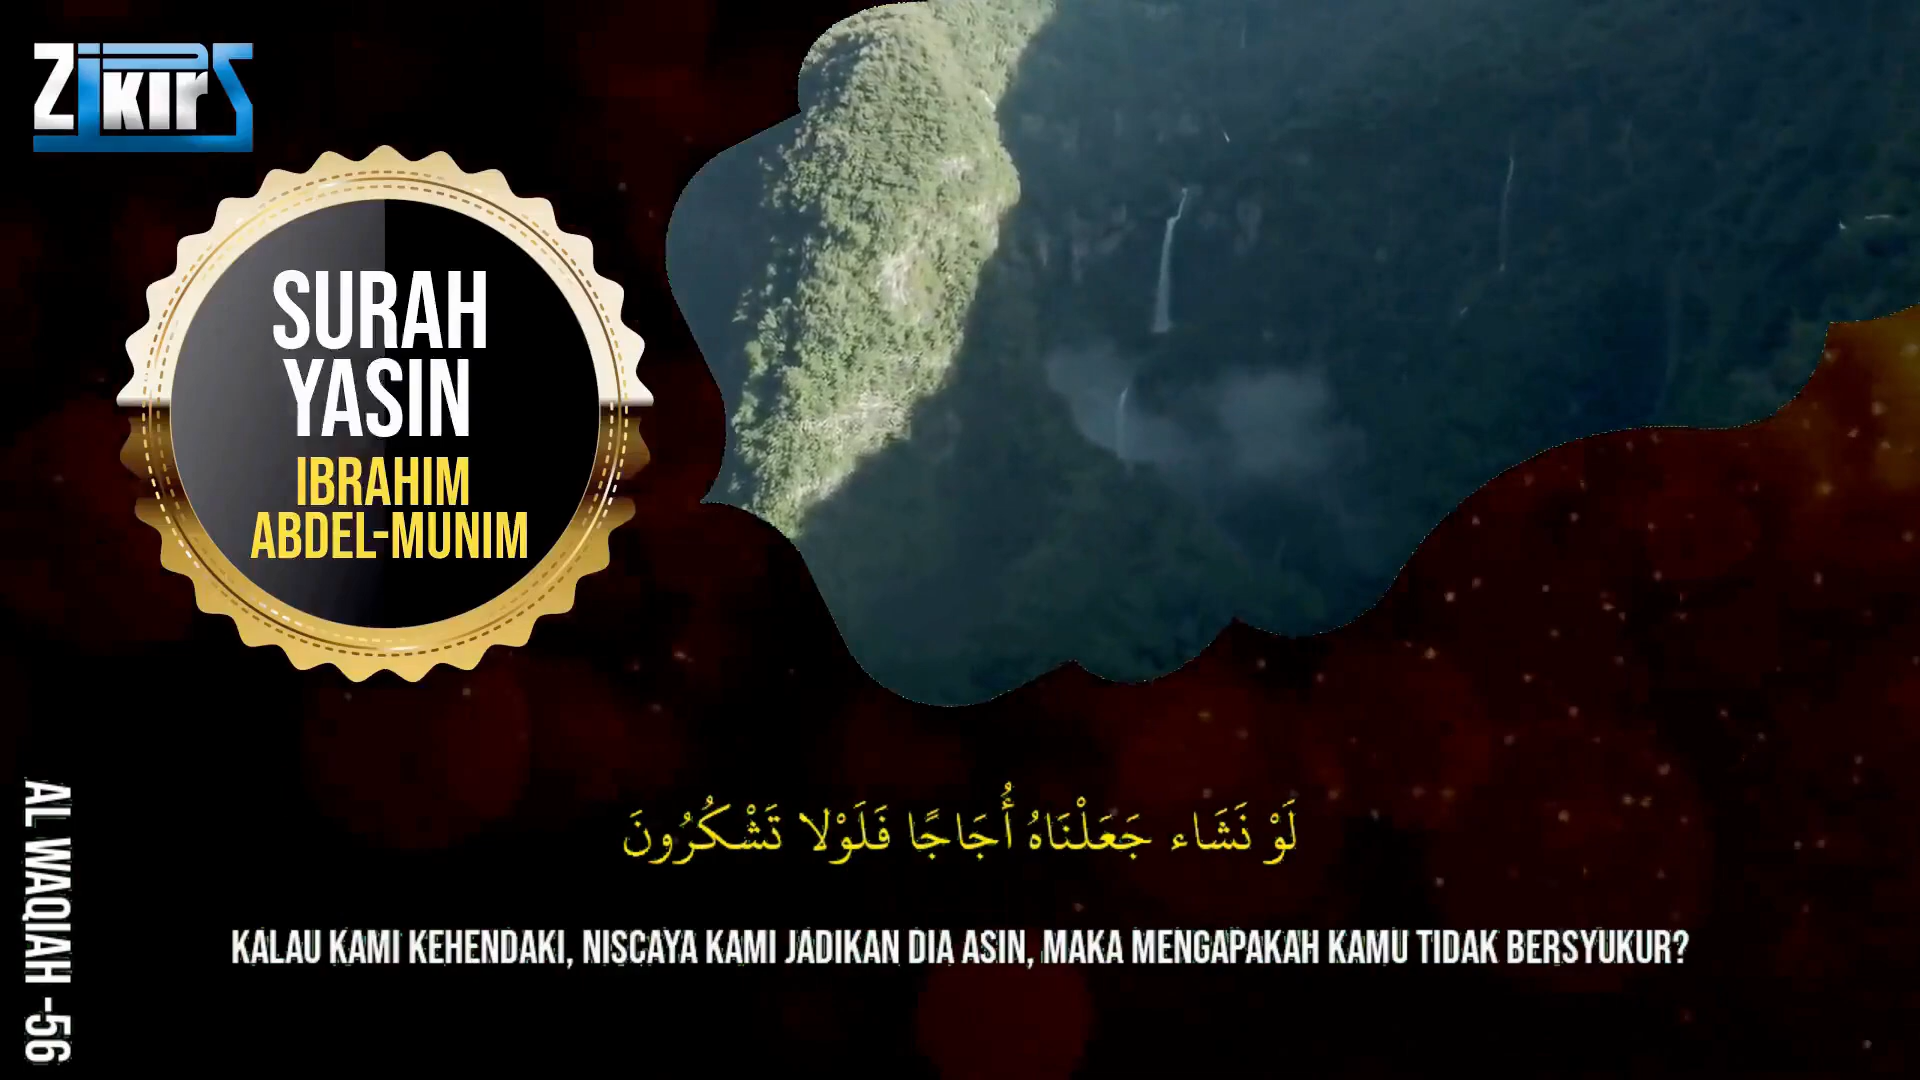 ZikirS
SURAH
YASIN
IBRAHIM
ABDEL-MUNIM
لَوْ نَشَاء جَعَلْنَاهُ أُجَاجًا فَلَوْلا تَشْكُرُونَ
KALAU KAMI KEHENDAKI, NISCAYA KAMI JADIKAN DIA ASIN, MAKA MENGAPAKAH KAMU TIDAK BERSYUKUR?
AL WAQIAH -56